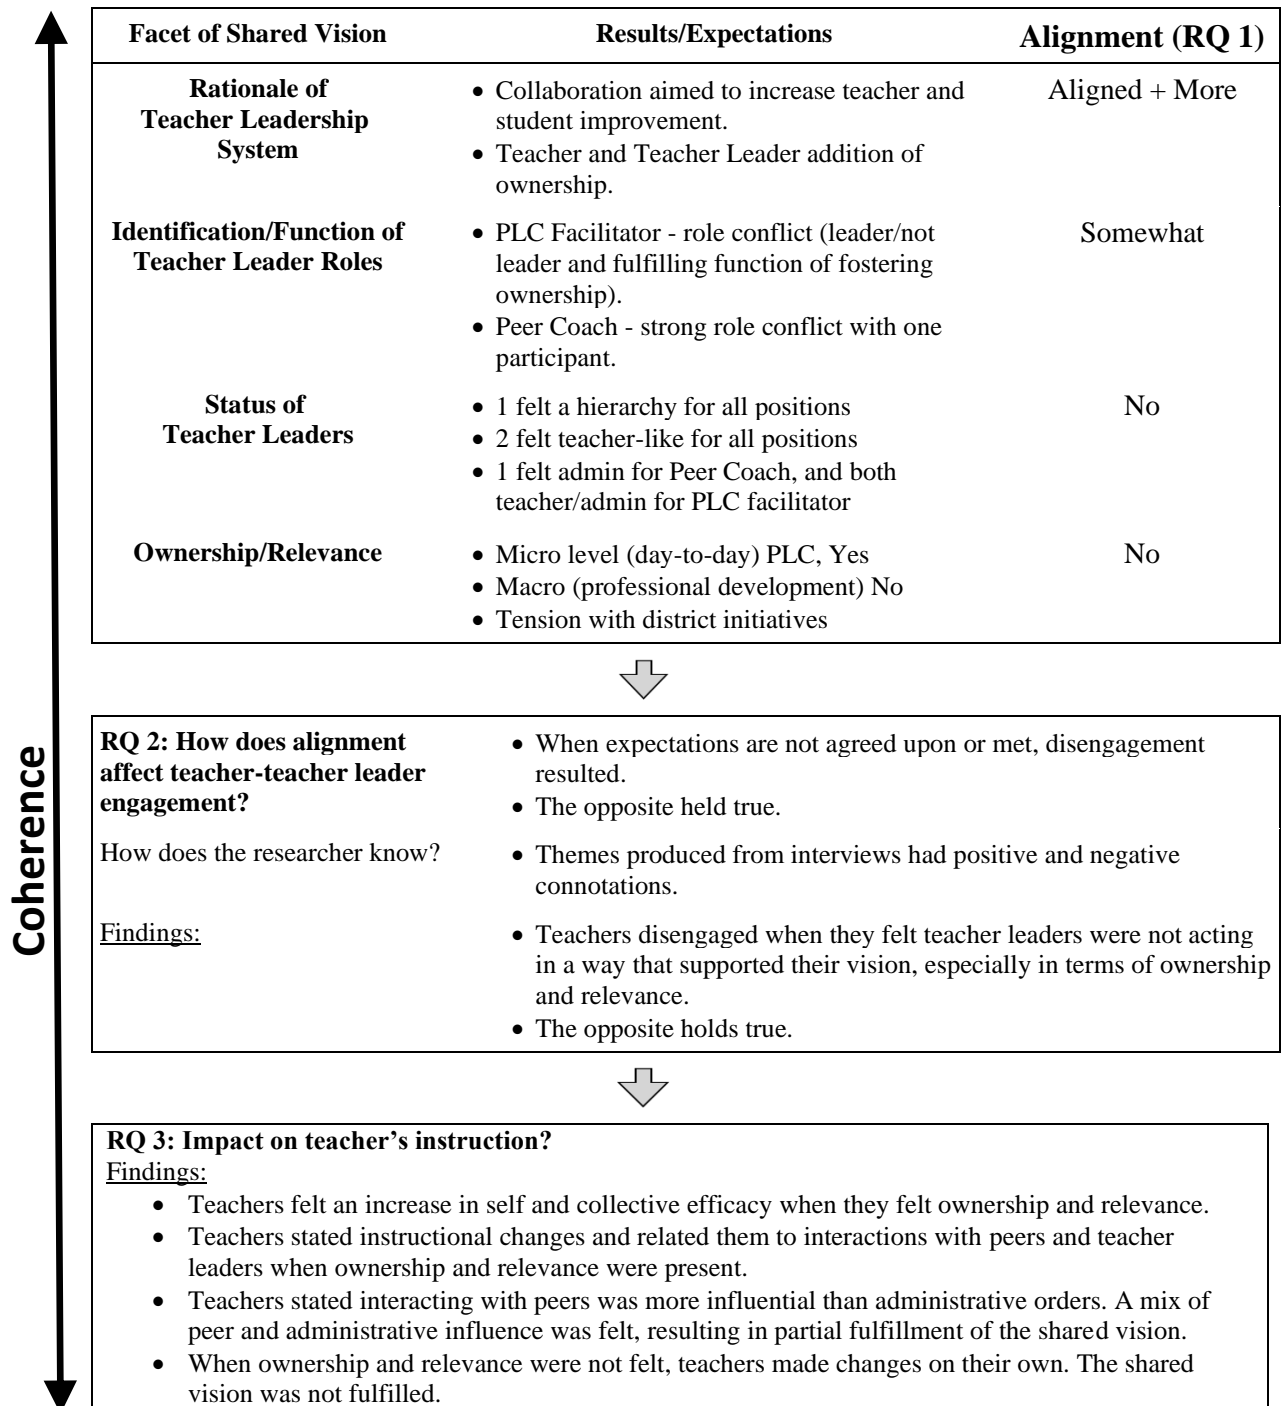 Coherence
Facet of Shared Vision Results/Expectations Alignment (RQ 1)
Rationale of
Teacher Leadership
System
• Collaboration aimed to increase teacher and
student improvement.
• Teacher and Teacher Leader addition of
ownership.
Aligned + More
Identification/Function of
Teacher Leader Roles
• PLC Facilitator - role conflict (leader/not
leader and fulfilling function of fostering
ownership).
• Peer Coach - strong role conflict with one
participant.
Somewhat
Status of
Teacher Leaders
• 1 felt a hierarchy for all positions
• 2 felt teacher-like for all positions
• 1 felt admin for Peer Coach, and both
teacher/admin for PLC facilitator
No
Ownership/Relevance
• Micro level (day-to-day) PLC, Yes
• Macro (professional development) No
• Tension with district initiatives
No
RQ 2: How does alignment
affect teacher-teacher leader
engagement?
• When expectations are not agreed upon or met, disengagement
resulted.
• The opposite held true.
How does the researcher know?
• Themes produced from interviews had positive and negative
connotations.
Findings:
• Teachers disengaged when they felt teacher leaders were not acting
in a way that supported their vision, especially in terms of ownership
and relevance.
• The opposite holds true.
RQ 3: Impact on teacher’s instruction?
Findings:
• Teachers felt an increase in self and collective efficacy when they felt ownership and relevance.
• Teachers stated instructional changes and related them to interactions with peers and teacher
leaders when ownership and relevance were present.
• Teachers stated interacting with peers was more influential than administrative orders. A mix of
peer and administrative influence was felt, resulting in partial fulfillment of the shared vision.
• When ownership and relevance were not felt, teachers made changes on their own. The shared
vision was not fulfilled.